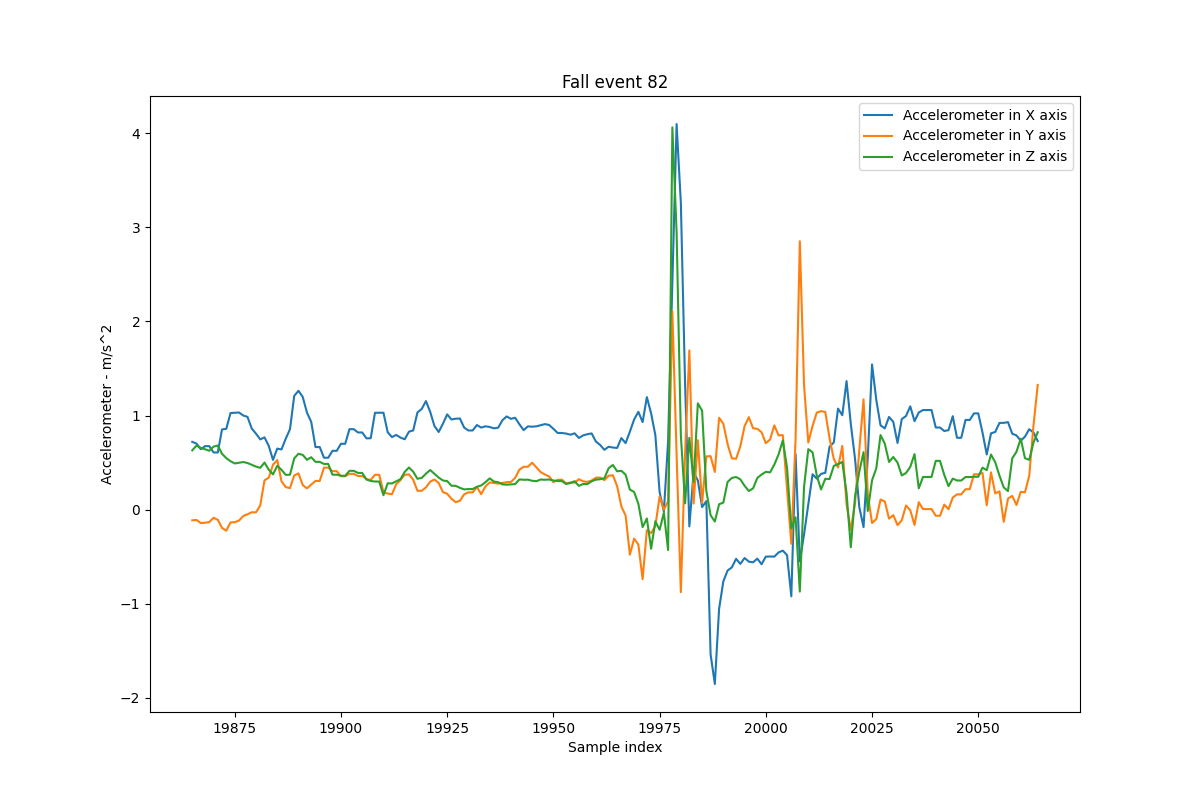 Fall event 82
Accelerometer in X axis
Accelerometer in Y axis
Accelerometer in Z axis
4
3
2
1
0
−1
−2
Accelerometer - m/s^2
19875 19900 19925 19950 19975 20000 20025 20050
Sample index